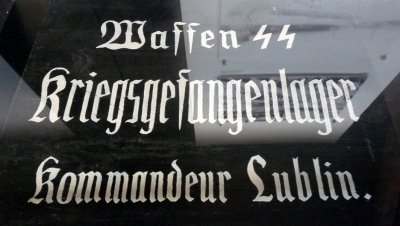 Waffen SS
Kriegsgefangenlager
Kommandeur Lublin.